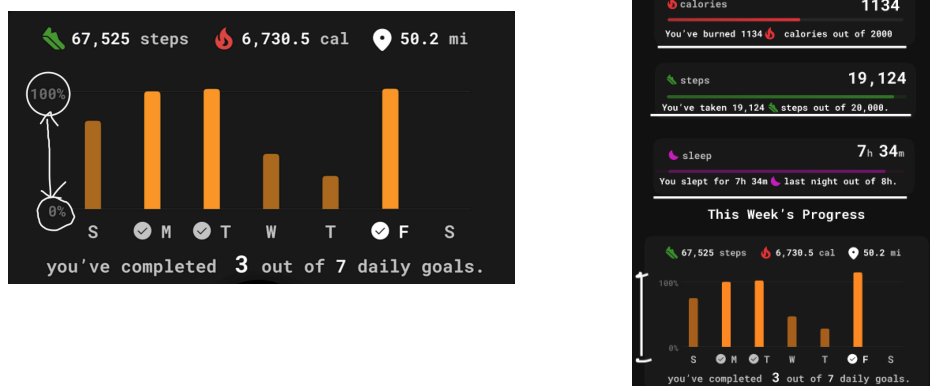 67,525 steps 6,730.5 cal 50.2 mi
100%
0%
S M T W T F S
you've completed 3 out of 7 daily goals.
calories 1134
You've burned 1134 calories out of 2000
steps 19,124
You've taken 19,124 steps out of 20,000.
sleep 7h 34m
You slept for 7h 34m last night out of 8h.
This Week's Progress
67,525 steps 6,730.5 cal 50.2 mi
100%
0%
S M T W T F S
you've completed 3 out of 7 daily goals.